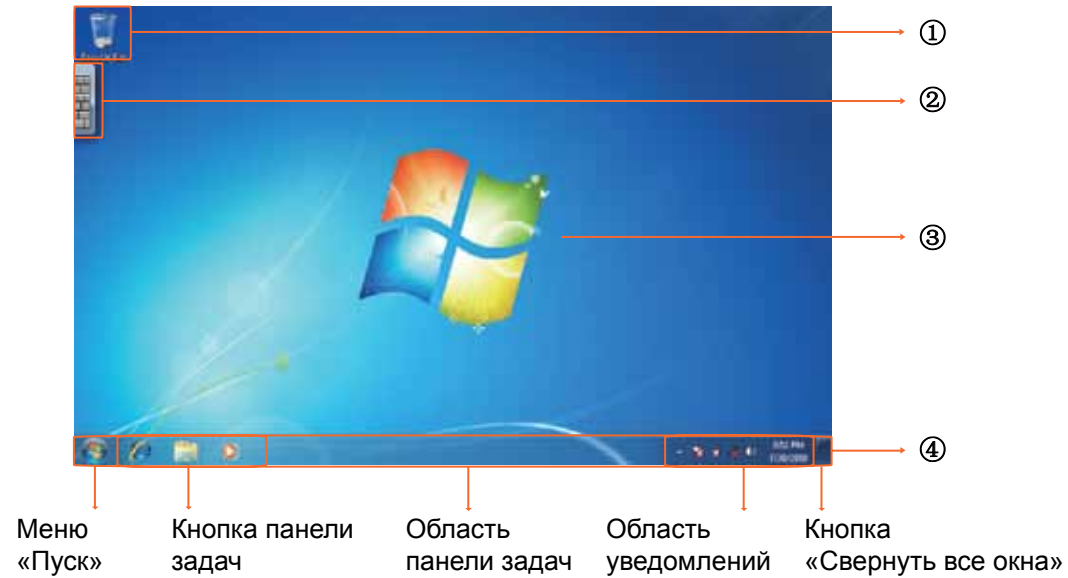 ①
②
③
④
Меню
«Пуск»
Кнопка панели
задач
Область
панели задач
Область
уведомлений
Кнопка
«Свернуть все окна»